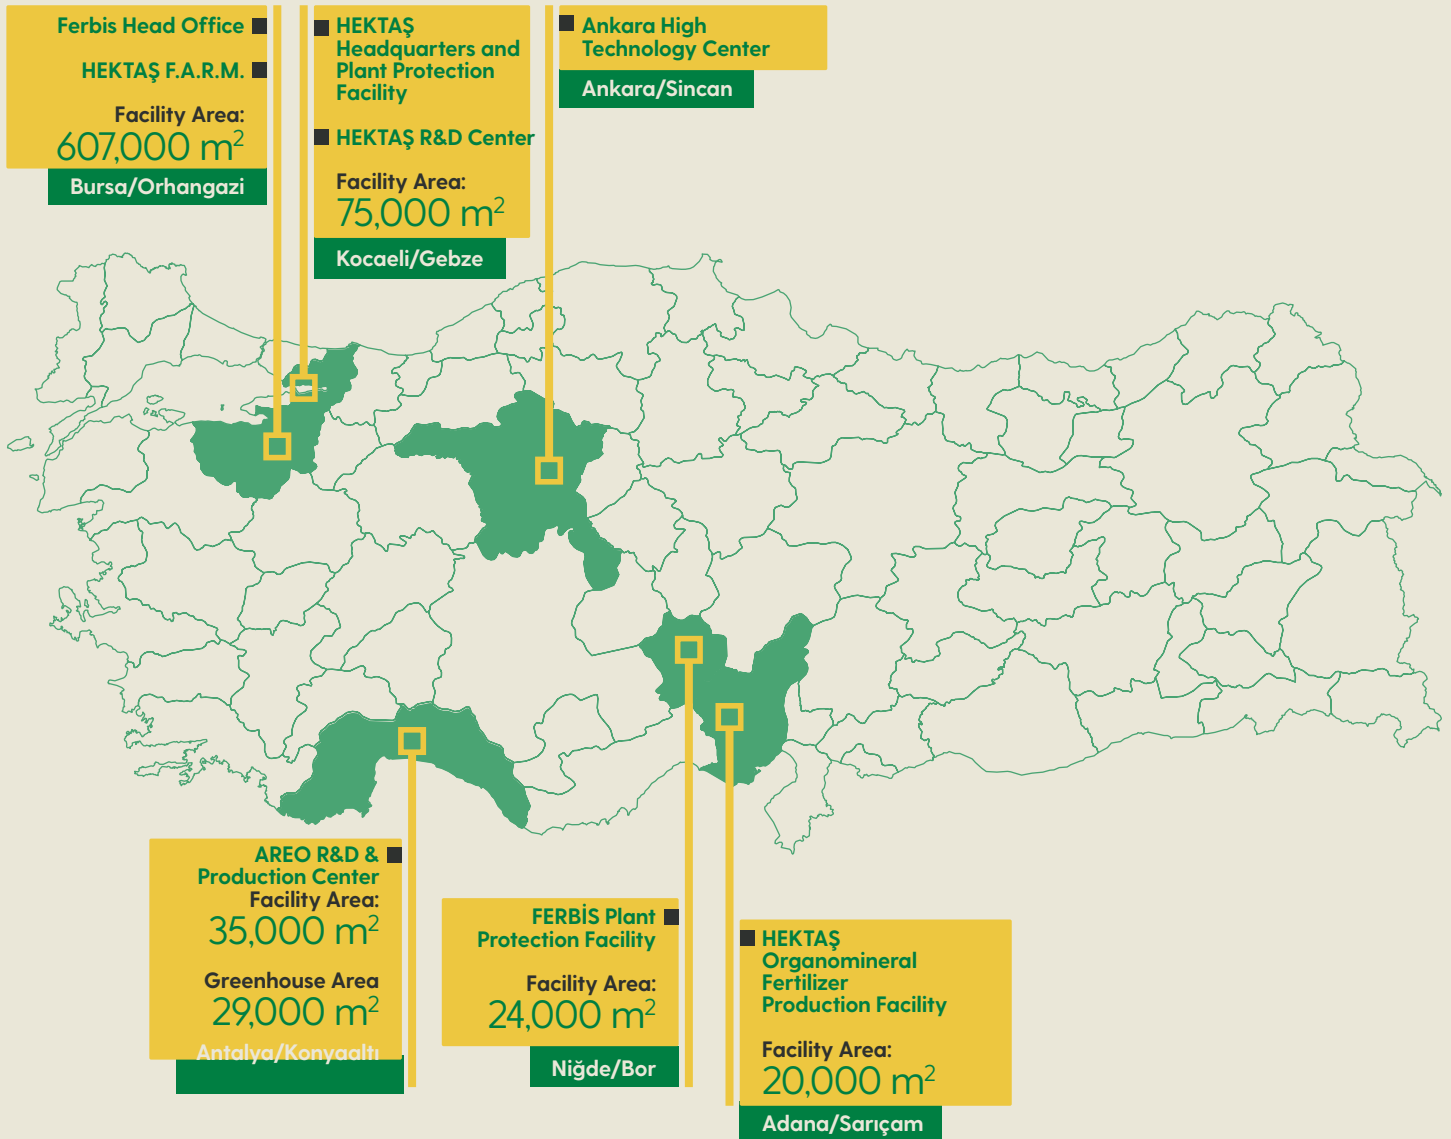 Ferbis Head Office
HEKTAŞ F.A.R.M.
Facility Area:
607,000 m²
Bursa/Orhangazi
HEKTAŞ
Headquarters and
Plant Protection
Facility
HEKTAŞ R&D Center
Facility Area:
75,000 m²
Kocaeli/Gebze
Ankara High
Technology Center
Ankara/Sincan
AREO R&D &
Production Center
Facility Area:
35,000 m²
Greenhouse Area
29,000 m²
Antalya/Konyaaltı
FERBİS Plant
Protection Facility
Facility Area:
24,000 m²
Niğde/Bor
HEKTAŞ
Organomineral
Fertilizer
Production Facility
Facility Area:
20,000 m²
Adana/Sarıçam